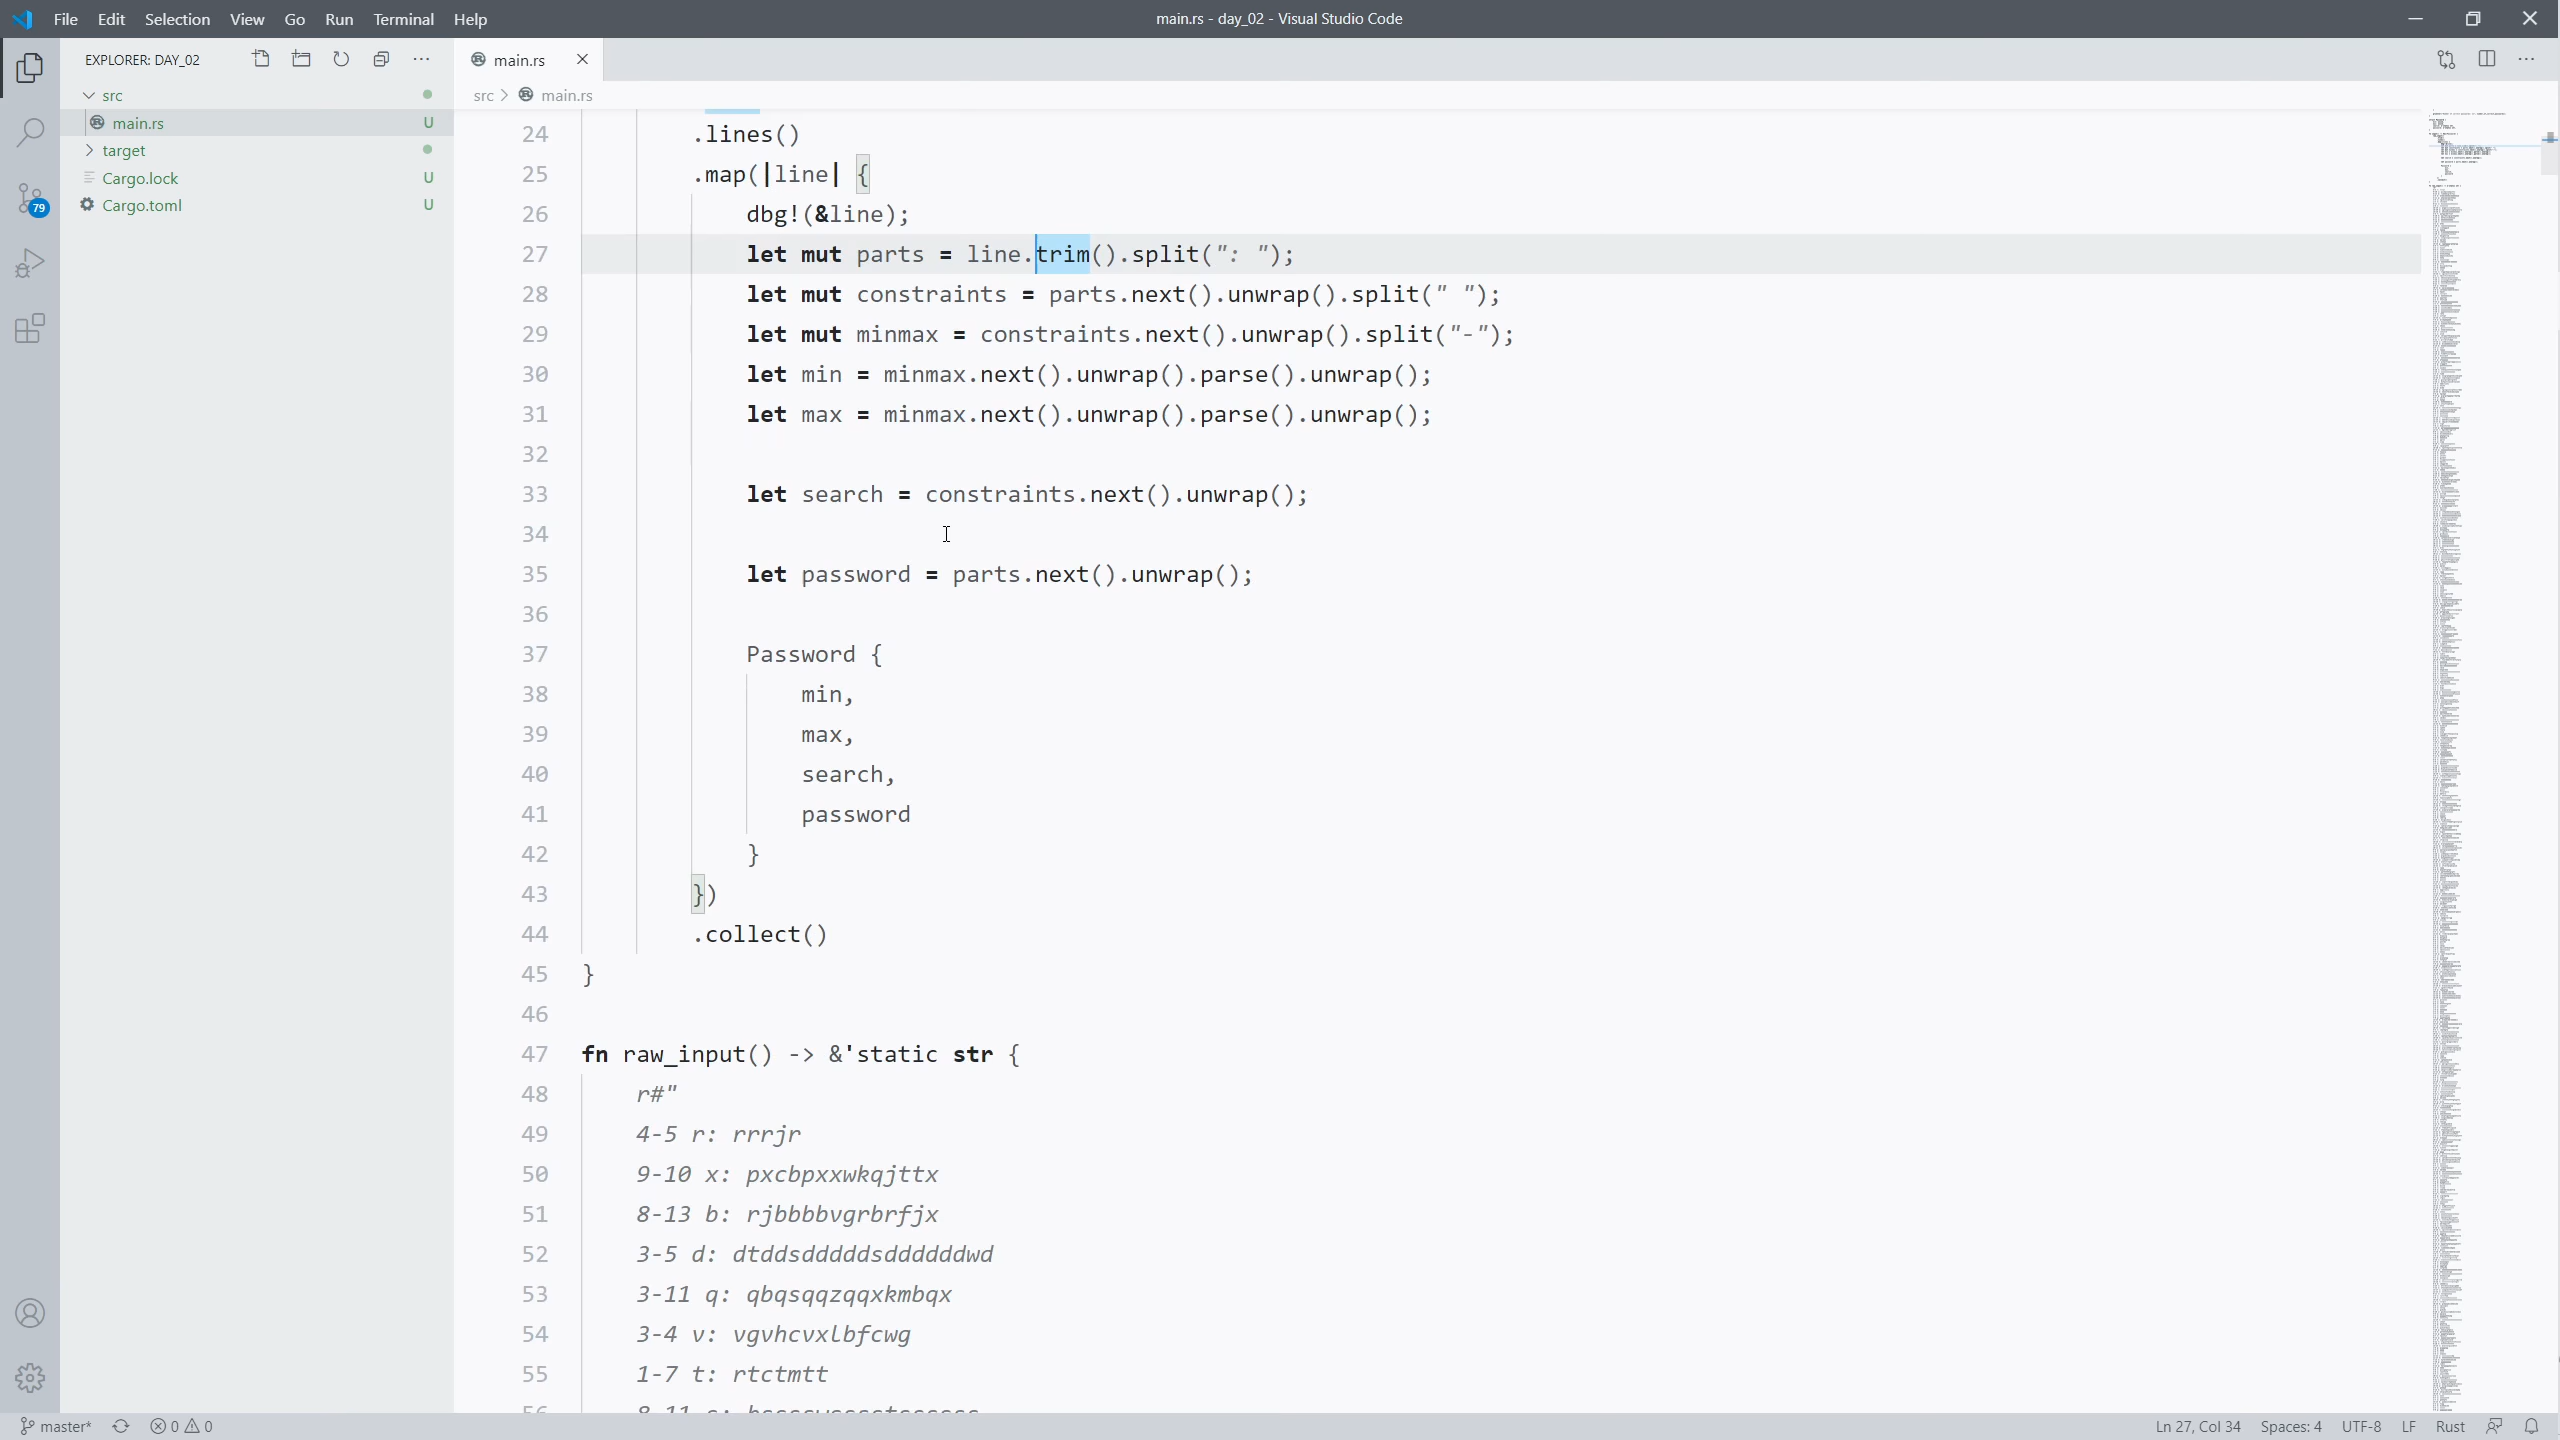 File Edit Selection View Go Run Terminal Help
main.rs - day_02 - Visual Studio Code
EXPLORER: DAY_02
src
main.rs U
target
Cargo.lock U
Cargo.toml U
79
main.rs
src > main.rs
24 .lines()
25 .map(|line| {
26 dbg!(&line);
27 let mut parts = line.trim().split(": ");
28 let mut constraints = parts.next().unwrap().split(" ");
29 let mut minmax = constraints.next().unwrap().split("-");
30 let min = minmax.next().unwrap().parse().unwrap();
31 let max = minmax.next().unwrap().parse().unwrap();
32
33 let search = constraints.next().unwrap();
34
35 let password = parts.next().unwrap();
36
37 Password {
38 min,
39 max,
40 search,
41 password
42 }
43 })
44 .collect()
45 }
46
47 fn raw_input() -> &'static str {
48 r#"
49 4-5 r: rrrjr
50 9-10 x: pxcbpxxwkqjttx
51 8-13 b: rjbbbbvgrbrfjx
52 3-5 d: dtddsdddddsddddddwd
53 3-11 q: qbqsqqzqqxkmbqx
54 3-4 v: vgvhcvxlbfcwg
55 1-7 t: rtctmtt
master* 0 0
Ln 27, Col 34 Spaces: 4 UTF-8 LF Rust